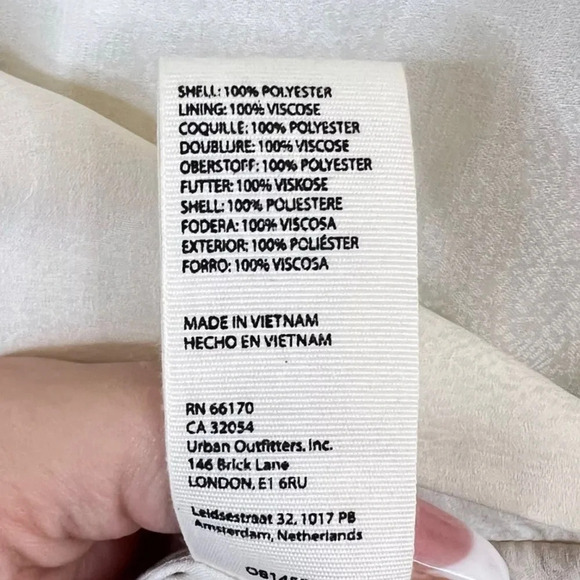 SHELL: 100% POLYESTER
LINING: 100% VISCOSE
COQUILLE: 100% POLYESTER
DOUBLURE: 100% VISCOSE
OBERSTOFF: 100% POLYESTER
FUTTER: 100% VISKOSE
SHELL: 100% POLIESTERE
FODERA: 100% VISCOSA
EXTERIOR: 100% POLIÉSTER
FORRO: 100% VISCOSA
MADE IN VIETNAM
HECHO EN VIETNAM
RN 66170
CA 32054
Urban Outfitters, Inc.
146 Brick Lane
LONDON, E1 6RU
Leidsestraat 32, 1017 PB
Amsterdam, Netherlands